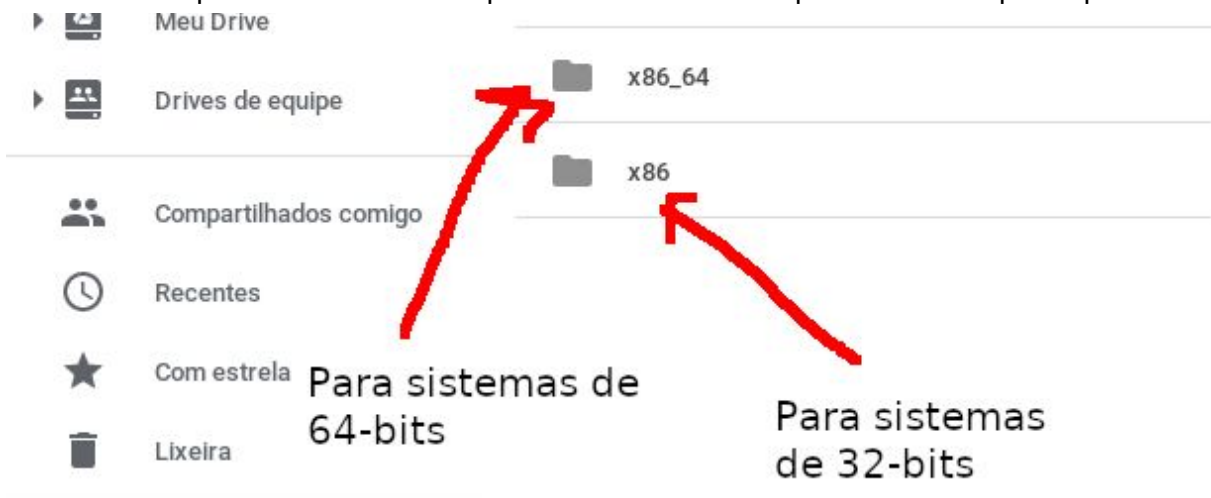 Meu Drive
Drives de equipe
Compartilhados comigo
Recentes
Com estrela
Lixeira
x86_64
x86
Para sistemas de
64-bits
Para sistemas
de 32-bits